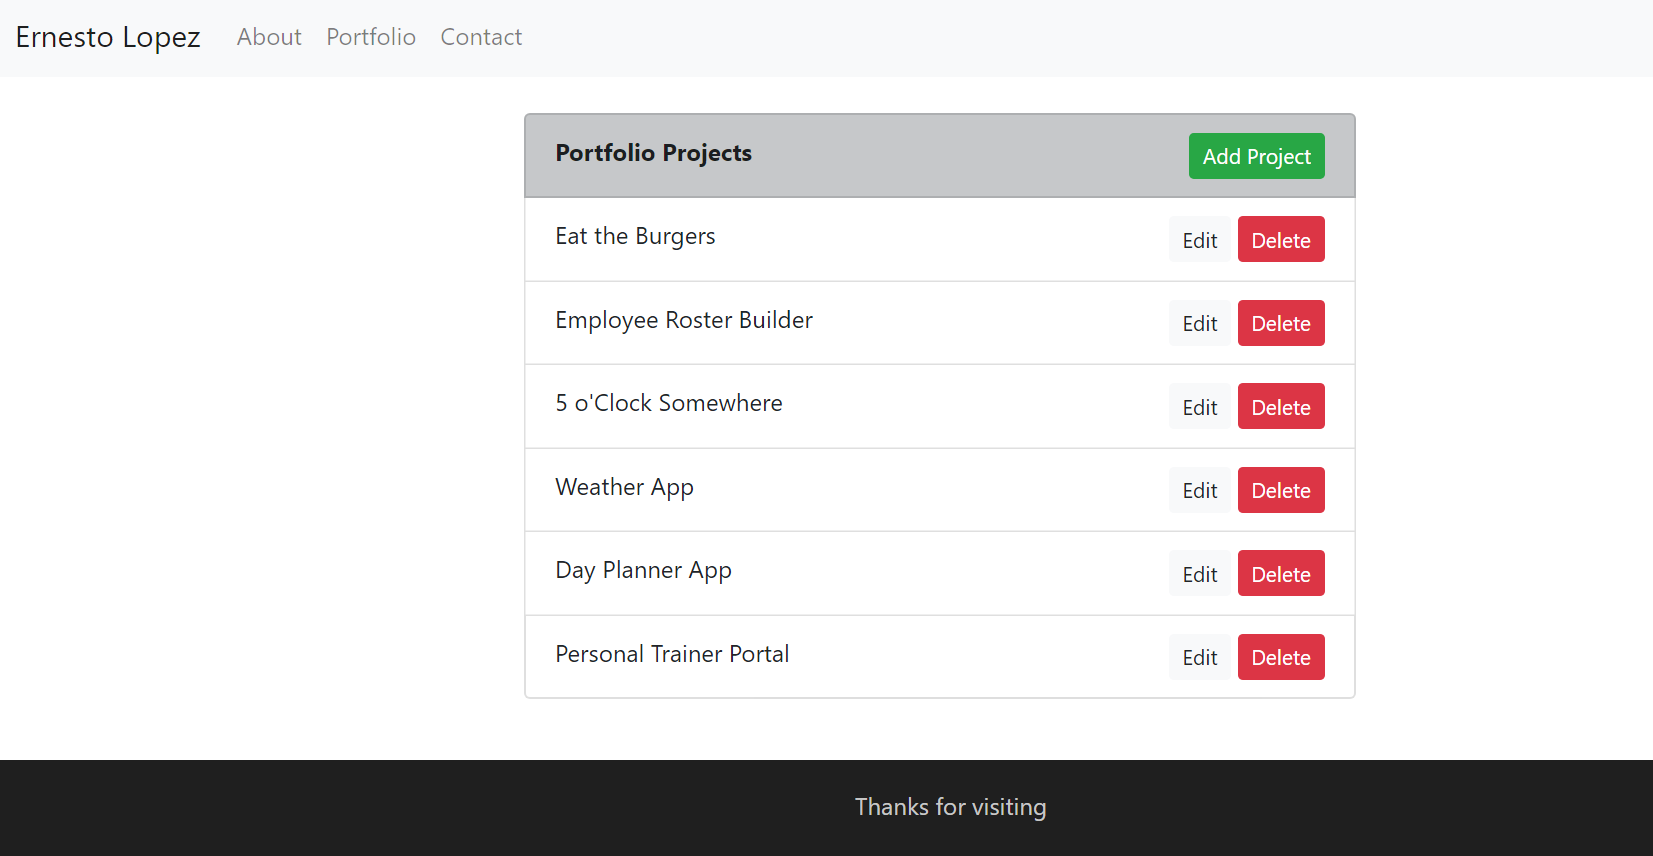 Ernesto Lopez About Portfolio Contact
Portfolio Projects Add Project
Eat the Burgers Edit Delete
Employee Roster Builder Edit Delete
5 o'Clock Somewhere Edit Delete
Weather App Edit Delete
Day Planner App Edit Delete
Personal Trainer Portal Edit Delete
Thanks for visiting